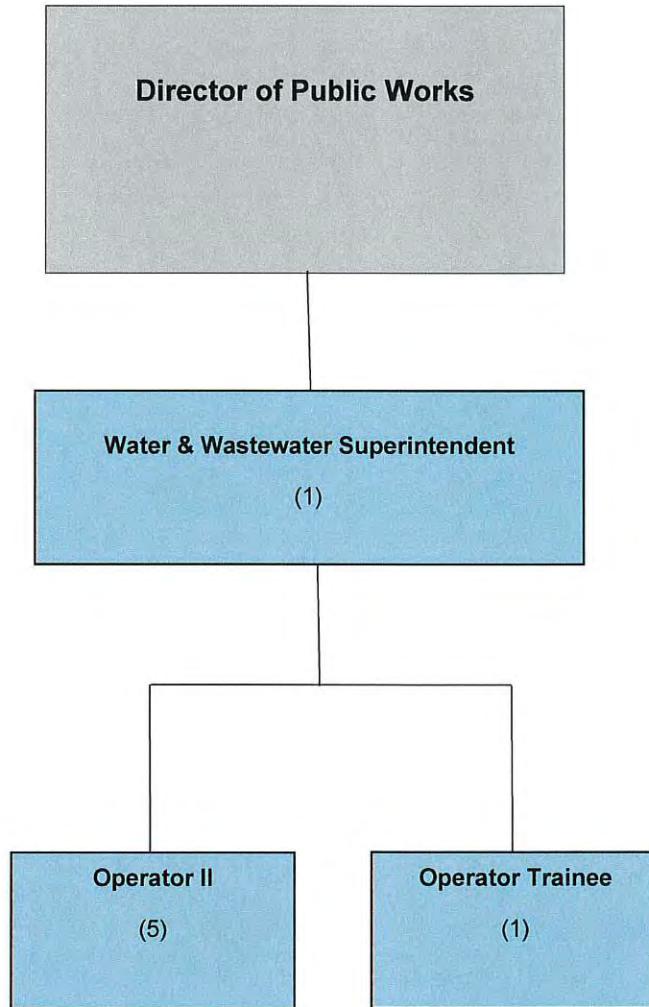 Director of Public Works
Water & Wastewater Superintendent
(1)
Operator II
(5)
Operator Trainee
(1)